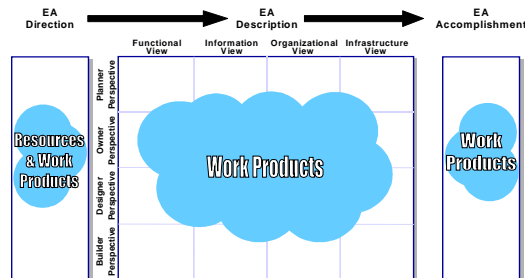 EA
Direction
EA
Description
EA
Accomplishment
Functional
View
Information
View
Organizational
View
Infrastructure
View
Planner
Perspective
Owner
Perspective
Designer
Perspective
Builder
Perspective
Resources
& Work
Products
Work Products
Work
Products